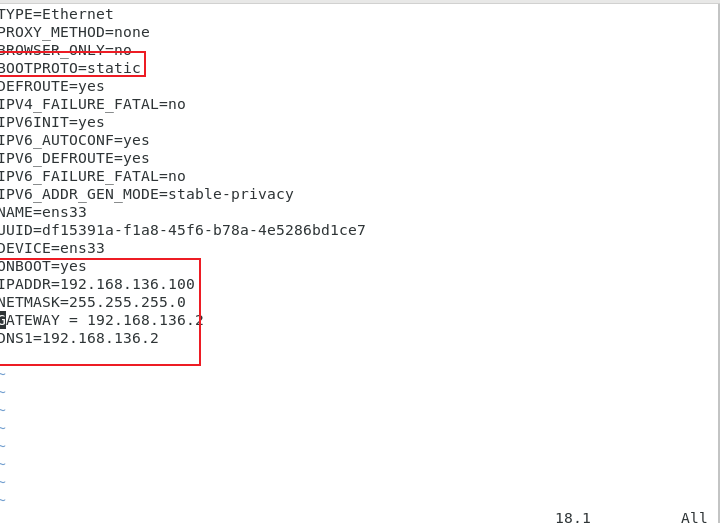 TYPE=Ethernet
PROXY_METHOD=none
BROWSER_ONLY=no
BOOTPROTO=static
DEFROUTE=yes
IPV4_FAILURE_FATAL=no
IPV6INIT=yes
IPV6_AUTOCONF=yes
IPV6_DEFROUTE=yes
IPV6_FAILURE_FATAL=no
IPV6_ADDR_GEN_MODE=stable-privacy
NAME=ens33
UUID=df15391a-f1a8-45f6-b78a-4e5286bd1ce7
DEVICE=ens33
ONBOOT=yes
IPADDR=192.168.136.100
NETMASK=255.255.255.0
GATEWAY = 192.168.136.2
DNS1=192.168.136.2
~
~
~
~
~
~
~
~
18.1 All